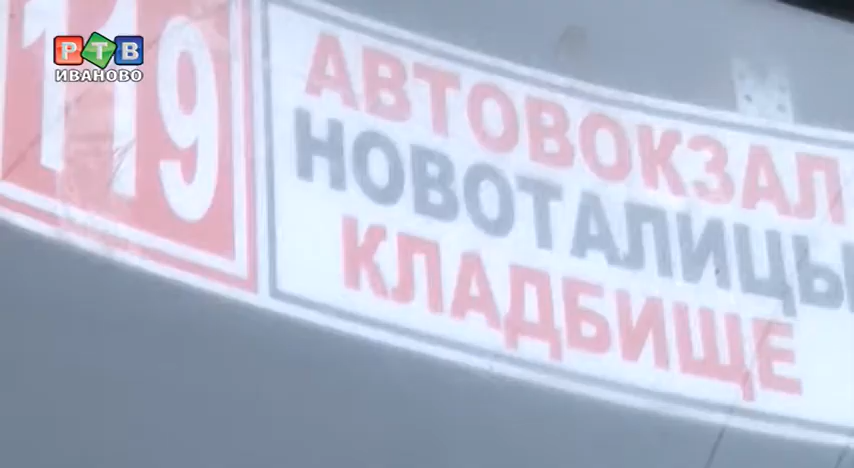 РТВ
ИВАНОВО
119
АВТОВОКЗАЛ
НОВОТАЛИЦЫ
КЛАДБИЩЕ